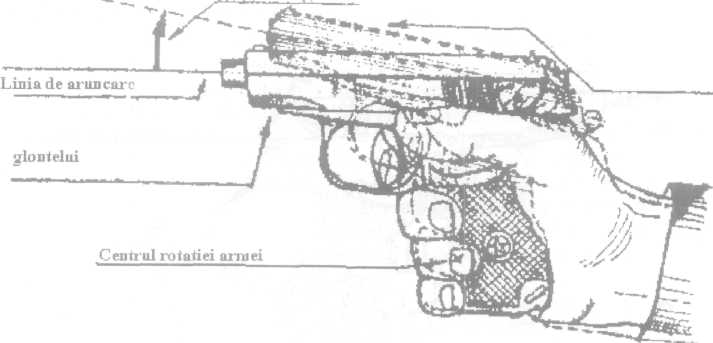 Linia de aruncare
glontelui
Centrul rotatiei armei